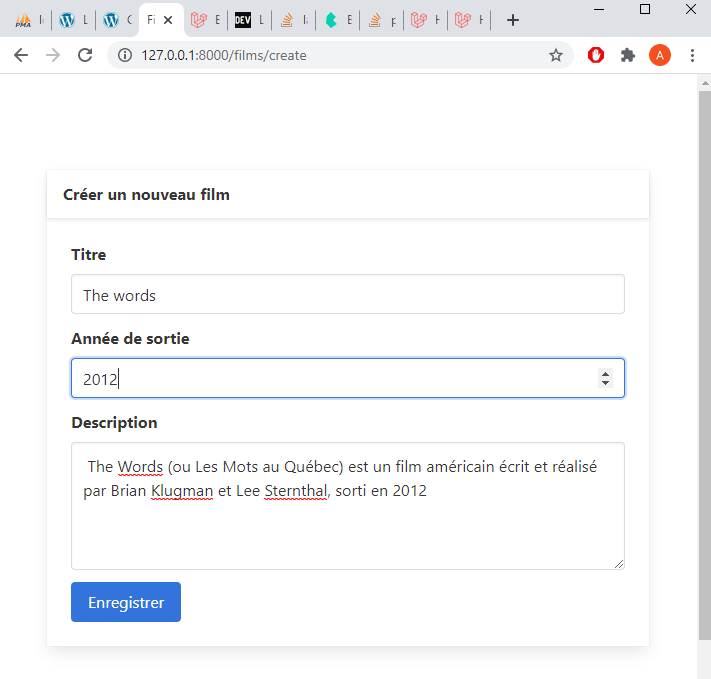 PMA
L
C
Fi
E
DEV L
E
127.0.0.1:8000/films/create
A
Créer un nouveau film
Titre
The words
Année de sortie
2012
Description
The Words (ou Les Mots au Québec) est un film américain écrit et réalisé
par Brian Klugman et Lee Sternthal, sorti en 2012
Enregistrer